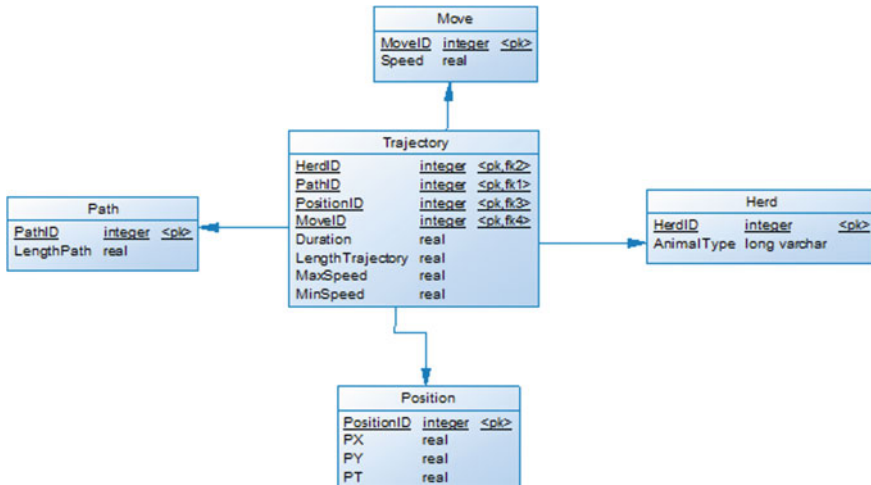 Move
MoveID integer <pk>
Speed real
Trajectory
HerdID integer <pk,fk2>
PathID integer <pk,fk1>
PositionID integer <pk,fk3>
MoveID integer <pk,fk4>
Duration real
LengthTrajectory real
MaxSpeed real
MinSpeed real
Path
PathID integer <pk>
LengthPath real
Herd
HerdID integer <pk>
AnimalType long varchar
Position
PositionID integer <pk>
PX real
PY real
PT real